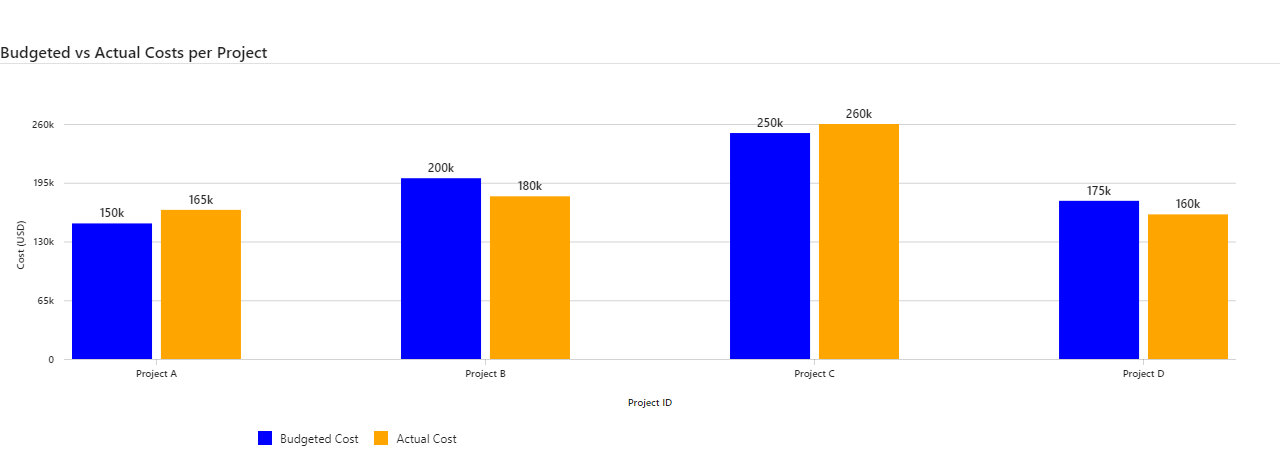 Budgeted vs Actual Costs per Project
260k
250k
260k
200k
195k
180k
175k
165k
160k
150k
130k
Cost (USD)
65k
0
Project A
Project B
Project C
Project D
Project ID
Budgeted Cost
Actual Cost